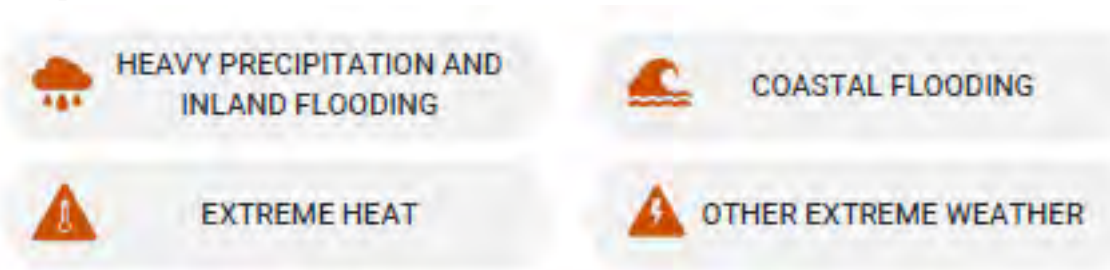 HEAVY PRECIPITATION AND
INLAND FLOODING
COASTAL FLOODING
EXTREME HEAT
OTHER EXTREME WEATHER